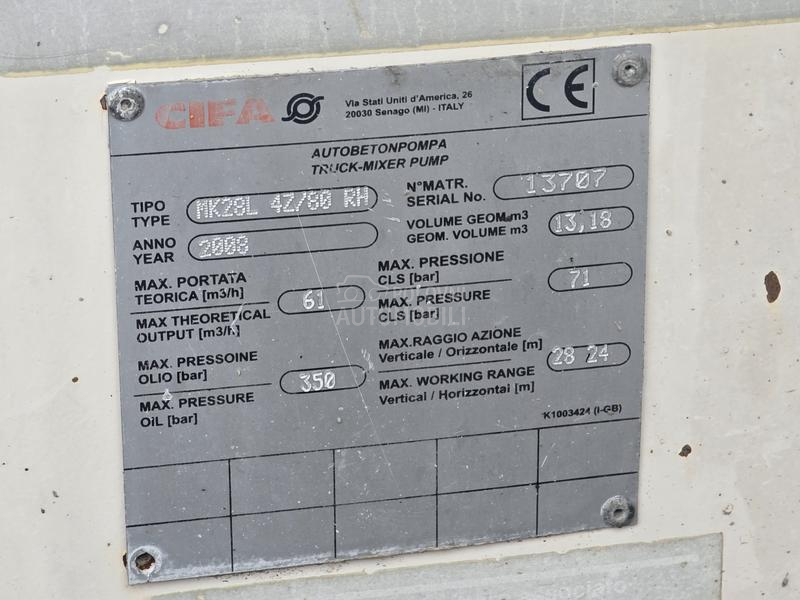 CIFA
Via Stati Uniti d'America, 26
20030 Senago (MI) - ITALY
CE
AUTOBETONPOMPA
TRUCK-MIXER PUMP
TIPO
TYPE
MK28L 4Z/80 RH
N°MATR.
SERIAL No.
13707
ANNO
YEAR
2008
VOLUME GEOM m3
GEOM. VOLUME m3
13,18
MAX. PORTATA
TEORICA [m3/h]
MAX THEORETICAL
OUTPUT [m3/h]
61
MAX. PRESSIONE
CLS [bar]
MAX. PRESSURE
CLS [bar]
71
MAX. PRESSOINE
OLIO [bar]
MAX. PRESSURE
OiL [bar]
350
MAX.RAGGIO AZIONE
Verticale / Orizzontale [m]
MAX. WORKING RANGE
Vertical / Horizzontai [m]
28 24
K1003424 (I-GB)
POLOVNI
AUTOMOBILI